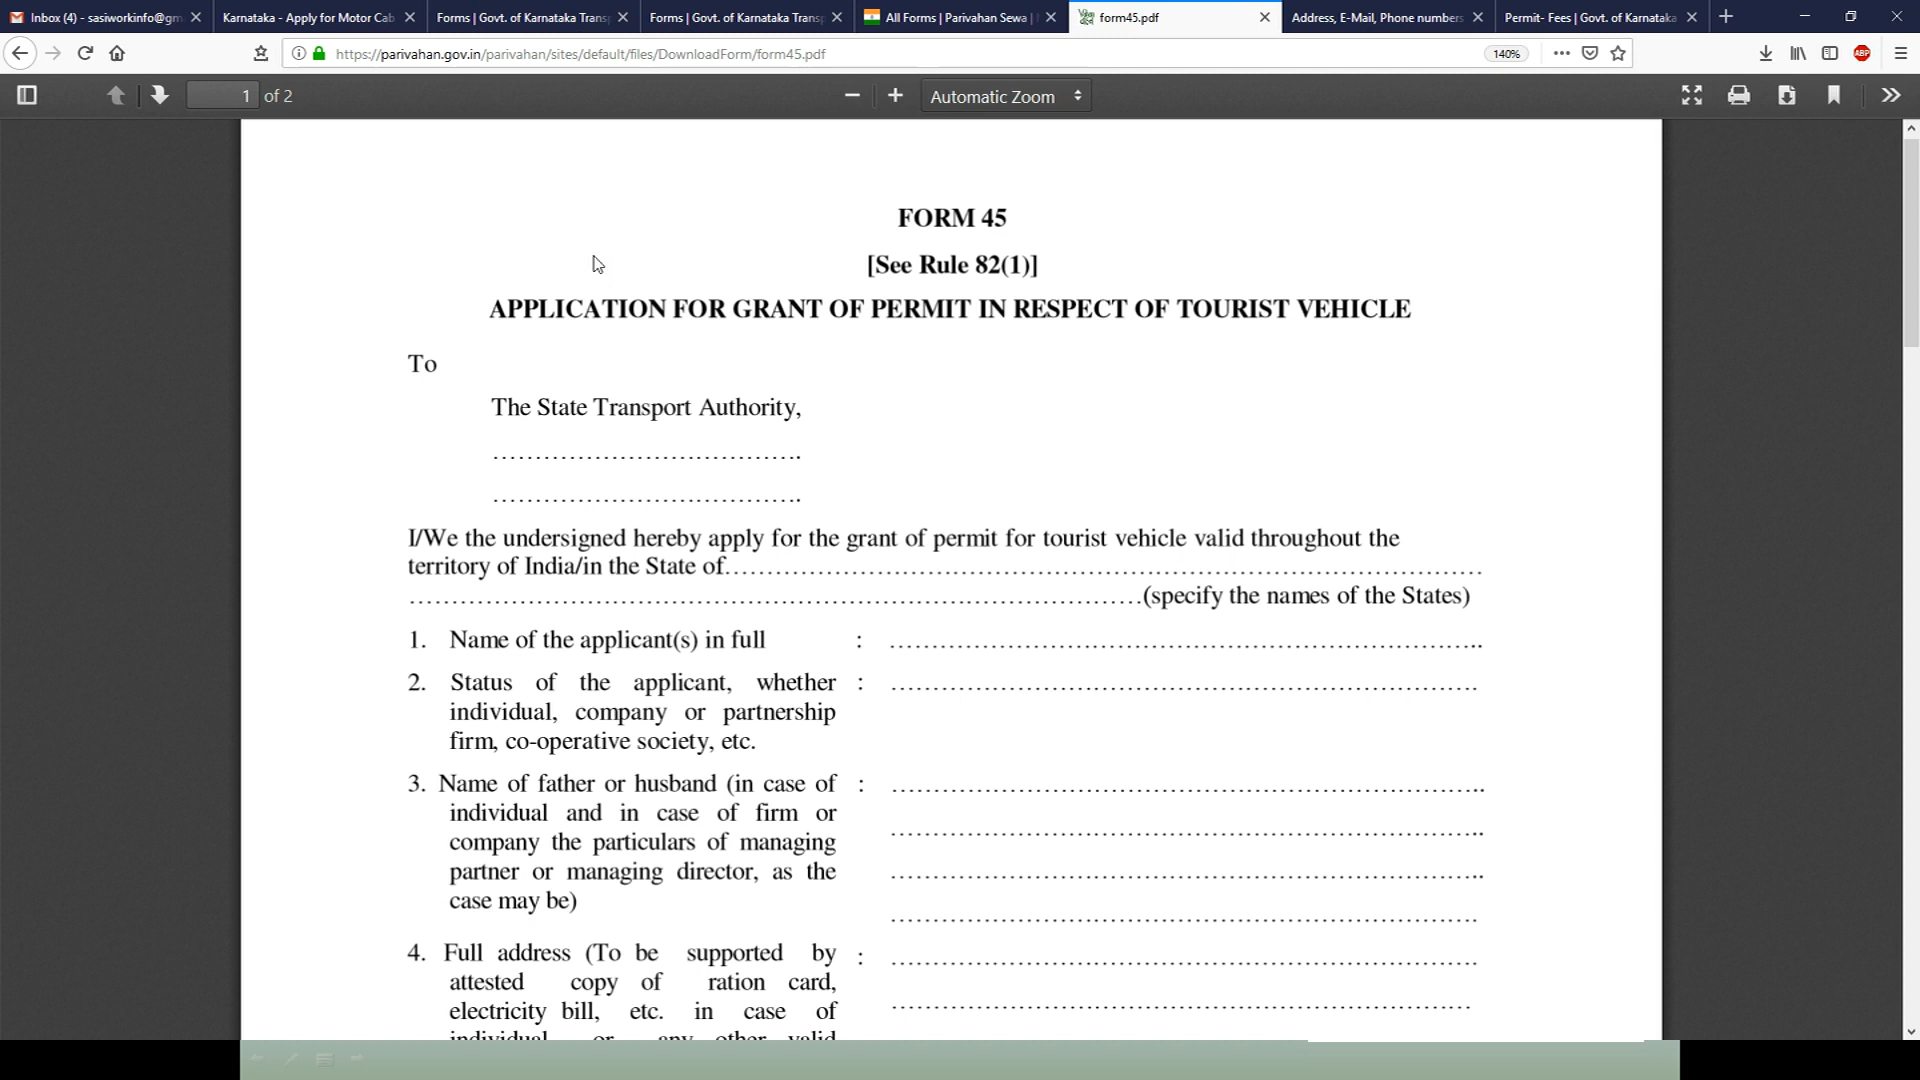 Inbox (4) - sasiworkinfo@gm
Karnataka - Apply for Motor Cab
Forms | Govt. of Karnataka Transp
Forms | Govt. of Karnataka Transp
All Forms | Parivahan Sewa |
form45.pdf
Address, E-Mail, Phone numbers
Permit- Fees | Govt. of Karnataka
https://parivahan.gov.in/parivahan/sites/default/files/DownloadForm/form45.pdf
140%
ABP
1 of 2
Automatic Zoom
FORM 45
[See Rule 82(1)]
APPLICATION FOR GRANT OF PERMIT IN RESPECT OF TOURIST VEHICLE
To
The State Transport Authority,
……………………………….
……………………………….
I/We the undersigned hereby apply for the grant of permit for tourist vehicle valid throughout the
territory of India/in the State of………………………………………………………………………………
……………………………………………………………………………(specify the names of the States)
1. Name of the applicant(s) in full : ……………………………………………………………..
2. Status of the applicant, whether : …………………………………………………………….
individual, company or partnership
firm, co-operative society, etc.
3. Name of father or husband (in case of : ……………………………………………………………..
individual and in case of firm or
company the particulars of managing
partner or managing director, as the
case may be)
4. Full address (To be supported by : …………………………………………………………….
attested copy of ration card,
electricity bill, etc. in case of
individual or any other valid